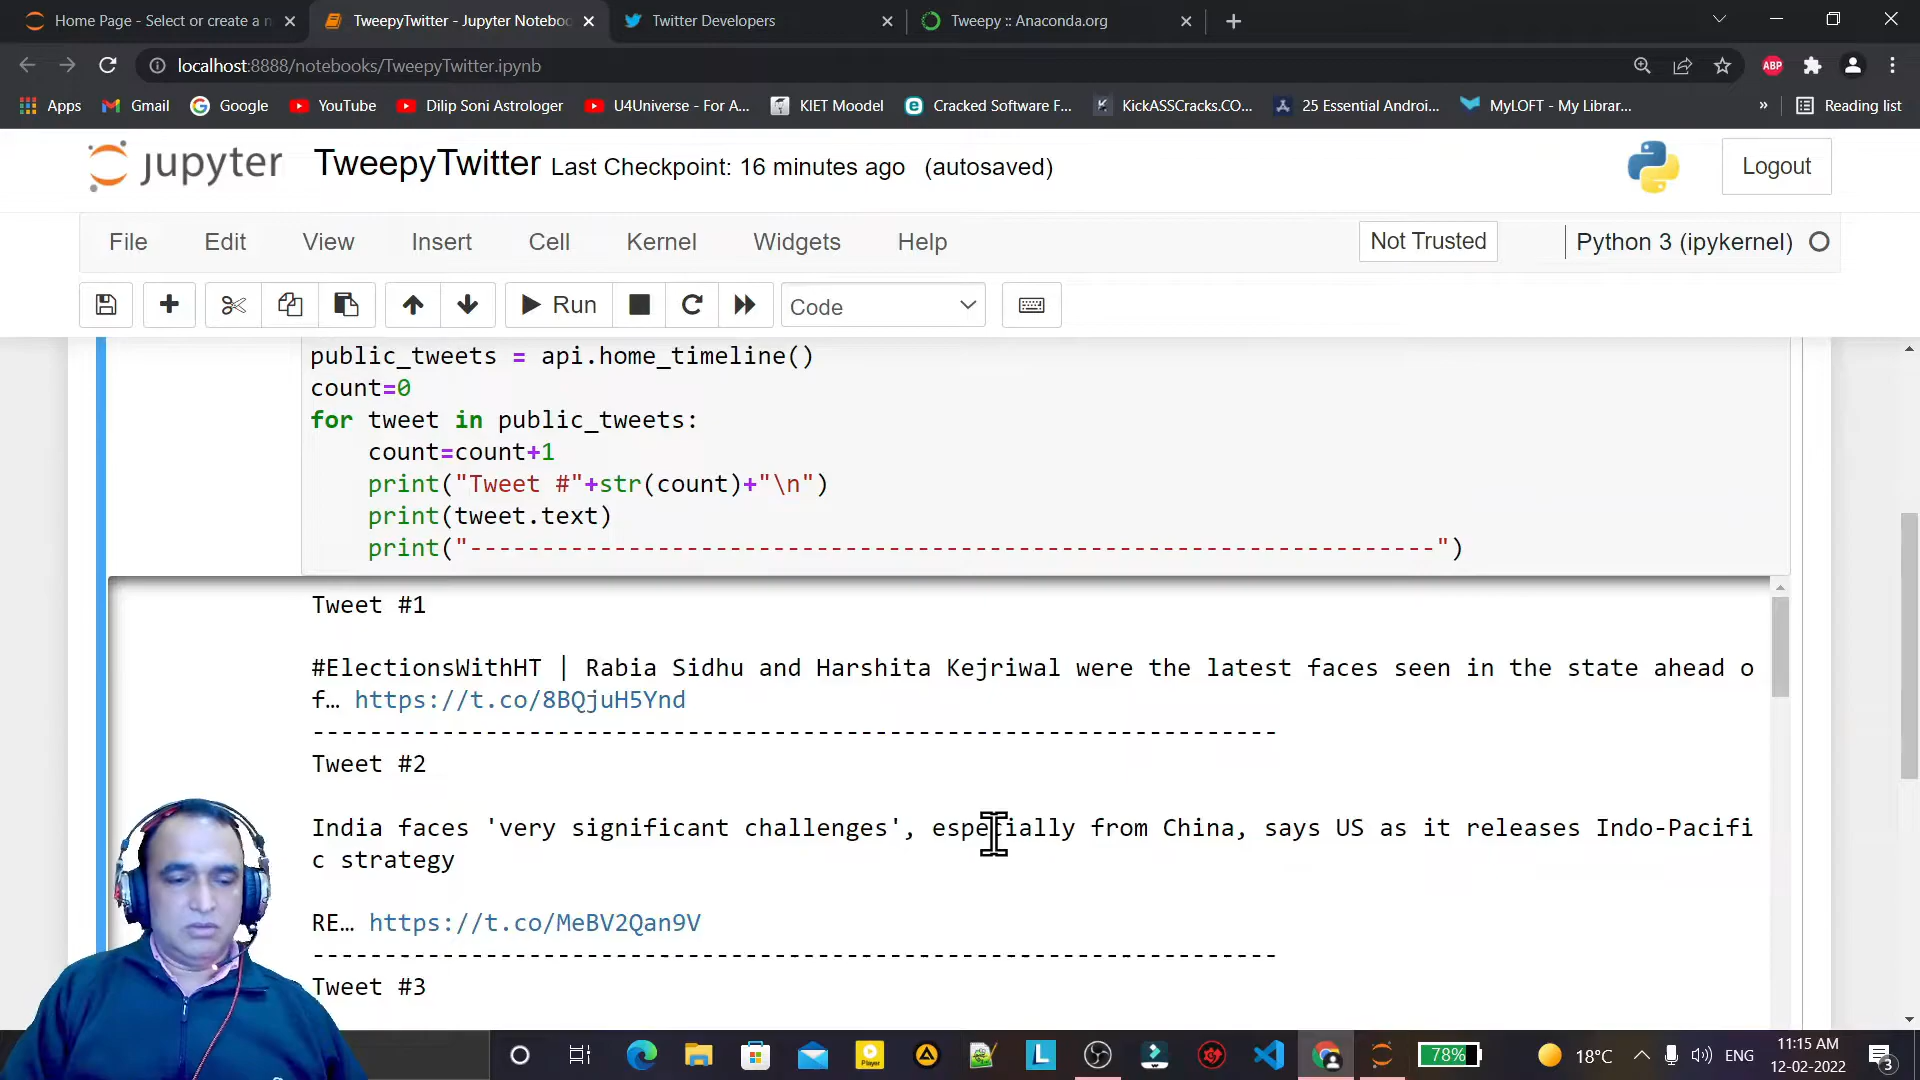 Home Page - Select or create a n
TweepyTwitter - Jupyter Noteboo
Twitter Developers
Tweepy :: Anaconda.org
localhost:8888/notebooks/TweepyTwitter.ipynb
ABP
Apps
Gmail
Google
YouTube
Dilip Soni Astrologer
U4Universe - For A...
KIET Moodel
Cracked Software F...
KickASSCracks.CO...
25 Essential Androi...
MyLOFT - My Librar...
»
Reading list
jupyter
TweepyTwitter Last Checkpoint: 16 minutes ago (autosaved)
Logout
File
Edit
View
Insert
Cell
Kernel
Widgets
Help
Not Trusted
Python 3 (ipykernel)
Run
Code
public_tweets = api.home_timeline()
count=0
for tweet in public_tweets:
    count=count+1
    print("Tweet #"+str(count)+"\n")
    print(tweet.text)
    print("-------------------------------------------------------------------")
Tweet #1
#ElectionsWithHT | Rabia Sidhu and Harshita Kejriwal were the latest faces seen in the state ahead o
f… https://t.co/8BQjuH5Ynd
-------------------------------------------------------------------
Tweet #2
India faces 'very significant challenges', especially from China, says US as it releases Indo-Pacifi
c strategy
RE… https://t.co/MeBV2Qan9V
-------------------------------------------------------------------
Tweet #3
Player
L
78%
18°C
ENG
11:15 AM
12-02-2022
3